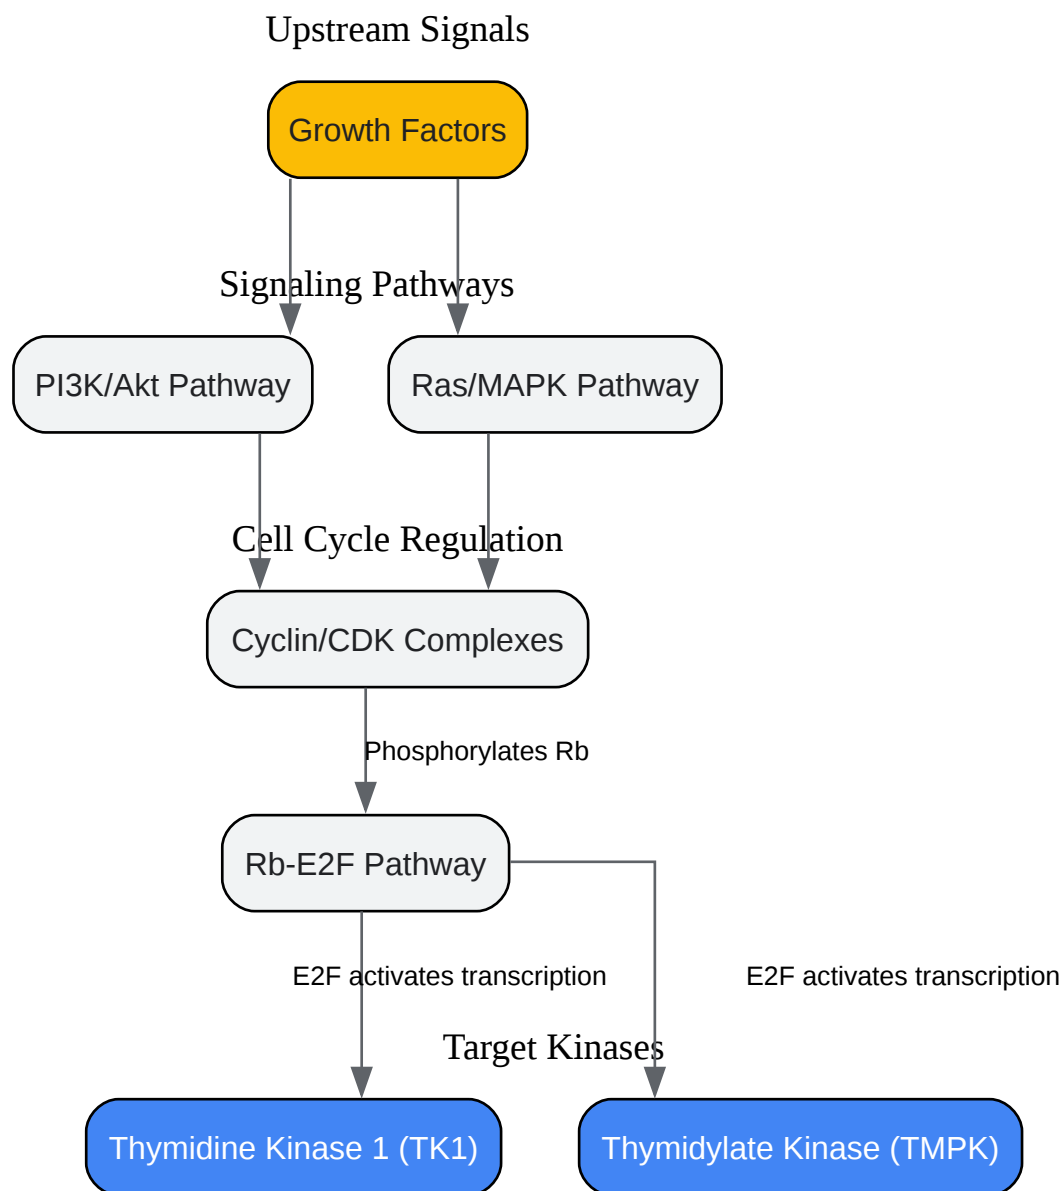 Upstream Signals
Growth Factors
Signaling Pathways
PI3K/Akt Pathway
Ras/MAPK Pathway
Cell Cycle Regulation
Cyclin/CDK Complexes
Phosphorylates Rb
Rb-E2F Pathway
E2F activates transcription
E2F activates transcription
Target Kinases
Thymidine Kinase 1 (TK1)
Thymidylate Kinase (TMPK)